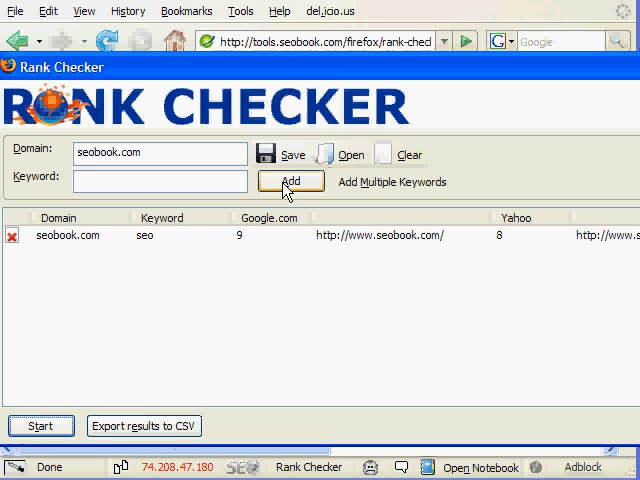 File Edit View History Bookmarks Tools Help del.icio.us
http://tools.seobook.com/firefox/rank-checl G Google
Rank Checker
RANK CHECKER
Domain: seobook.com Save Open Clear
Keyword: Add Add Multiple Keywords
Domain Keyword Google.com Yahoo
seobook.com seo 9 http://www.seobook.com/ 8 http://www.s
Start Export results to CSV
Done 74.208.47.180 SEO Rank Checker Open Notebook Adblock